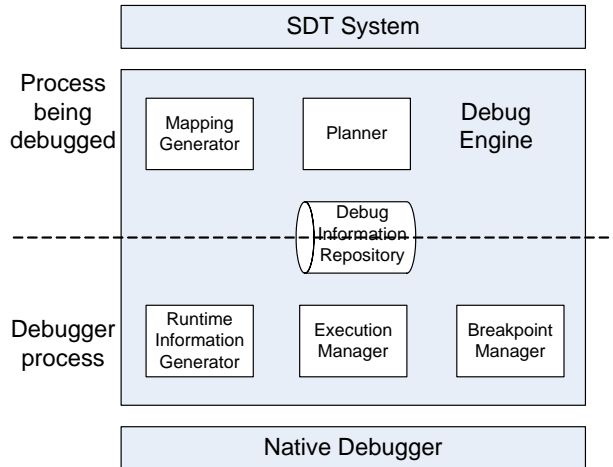 SDT System
Process
being
debugged
Mapping
Generator
Planner
Debug
Engine
Debug
Information
Repository
Debugger
process
Runtime
Information
Generator
Execution
Manager
Breakpoint
Manager
Native Debugger